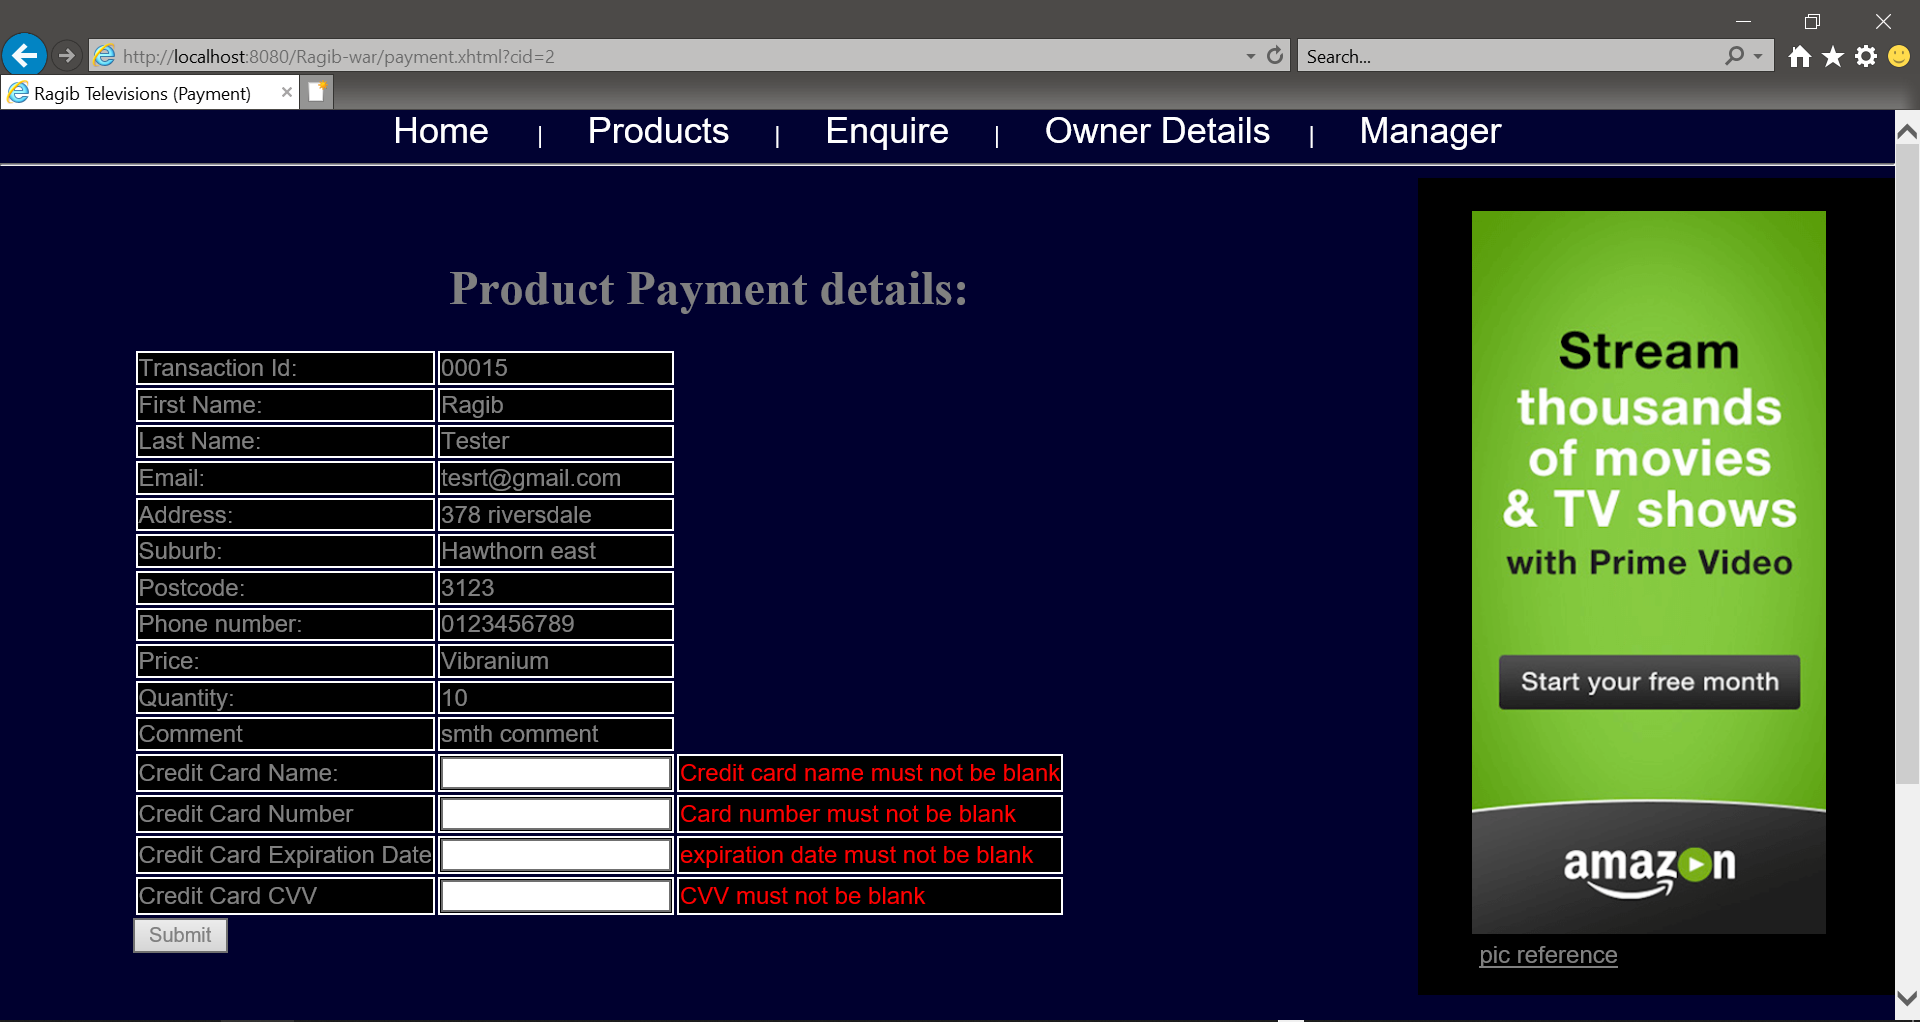 http://localhost:8080/Ragib-war/payment.xhtml?cid=2
Search...
Ragib Televisions (Payment)
Home | Products | Enquire | Owner Details | Manager
Product Payment details:
Transaction Id: 00015
First Name: Ragib
Last Name: Tester
Email: tesrt@gmail.com
Address: 378 riversdale
Suburb: Hawthorn east
Postcode: 3123
Phone number: 0123456789
Price: Vibranium
Quantity: 10
Comment smth comment
Credit Card Name: Credit card name must not be blank
Credit Card Number Card number must not be blank
Credit Card Expiration Date expiration date must not be blank
Credit Card CVV CVV must not be blank
Submit
Stream
thousands
of movies
& TV shows
with Prime Video
Start your free month
amazon
pic reference